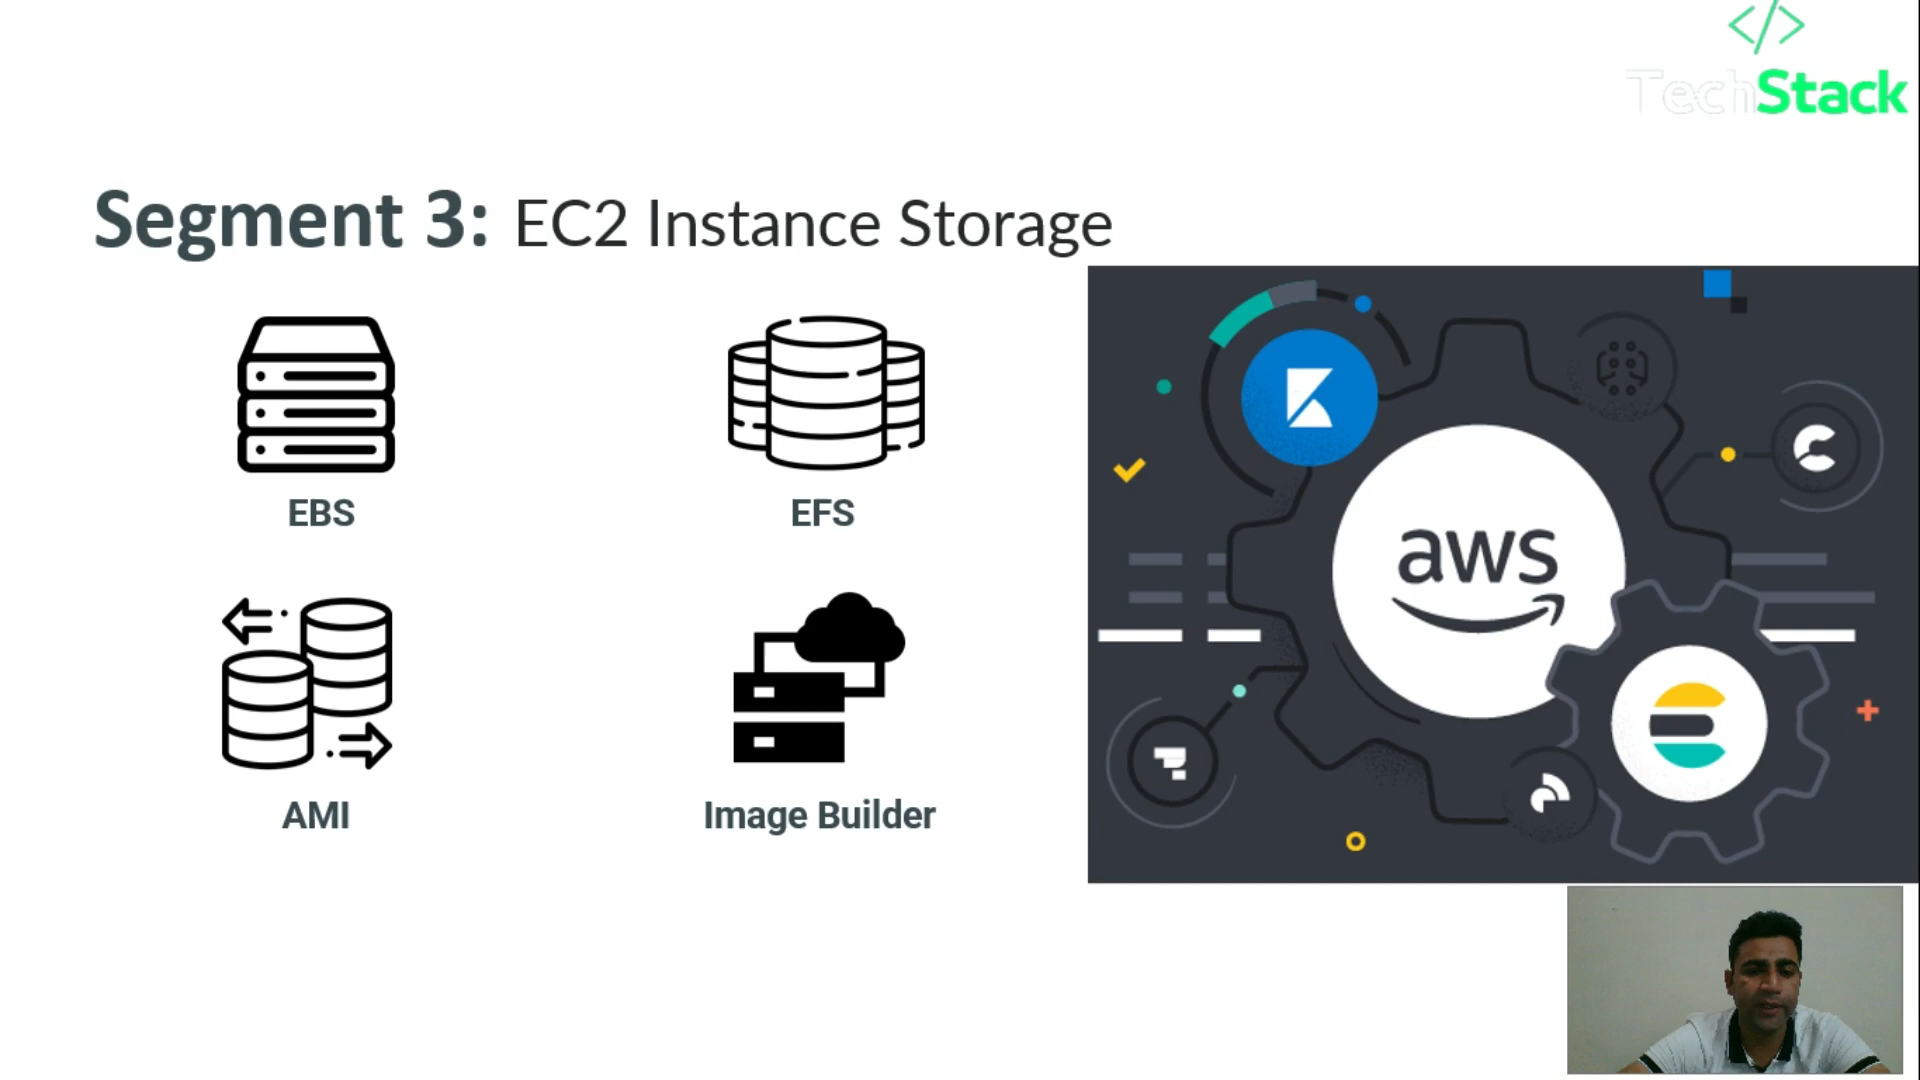 </>
TechStack
Segment 3: EC2 Instance Storage
EBS
EFS
AMI
Image Builder
aws